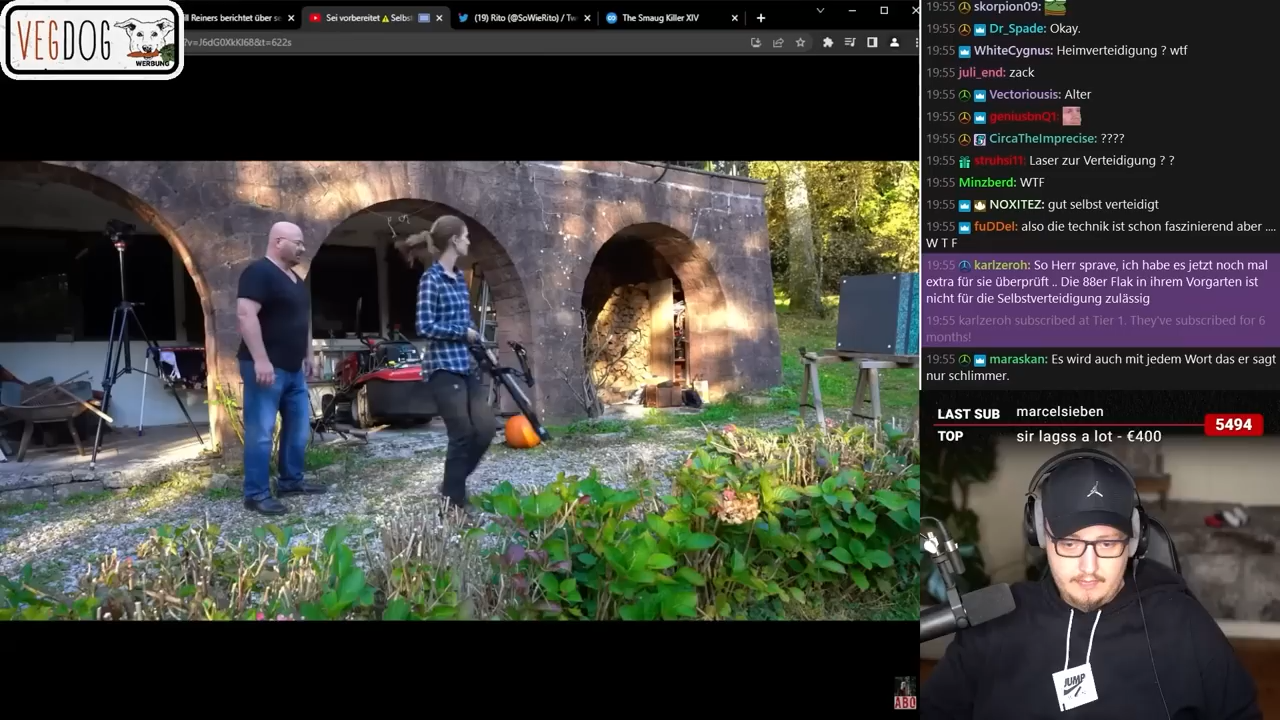 VEGDOG
WERBUNG
ll Reiners berichtet über s
Sei vorbereitet ⚠ Selbs
(19) Rito (@SoWieRito) / Tw
The Smaug Killer XIV
?v=J6dG0XkKI68&t=622s
skorpion09:
19:55 Dr_Spade: Okay.
19:55 WhiteCygnus: Heimverteidigung ? wtf
19:55 juli_end: zack
19:55 Vectoriousis: Alter
19:55 geniusbnQ1:
19:55 CircaTheImprecise: ????
19:55 struhsi11: Laser zur Verteidigung ? ?
19:55 Minzberd: WTF
19:55 NOXITEZ: gut selbst verteidigt
19:55 fuDDel: also die technik ist schon faszinierend aber ....
W T F
19:55 karlzeroh: So Herr sprave, ich habe es jetzt noch mal
extra für sie überprüft .. Die 88er Flak in ihrem Vorgarten ist
nicht für die Selbstverteidigung zulässig
19:55 karlzeroh subscribed at Tier 1. They've subscribed for 6
months!
19:55 maraskan: Es wird auch mit jedem Wort das er sagt
nur schlimmer.
LAST SUB marcelsieben
5494
TOP sir lagss a lot - €400
JUMP
ABO